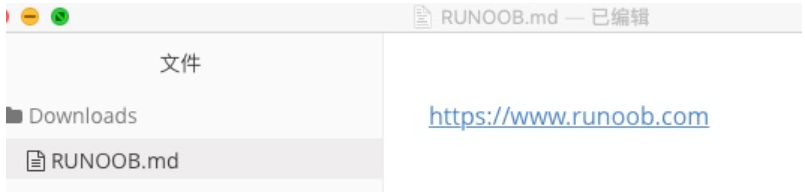 RUNOOB.md — 已编辑
文件
Downloads
RUNOOB.md
https://www.runoob.com